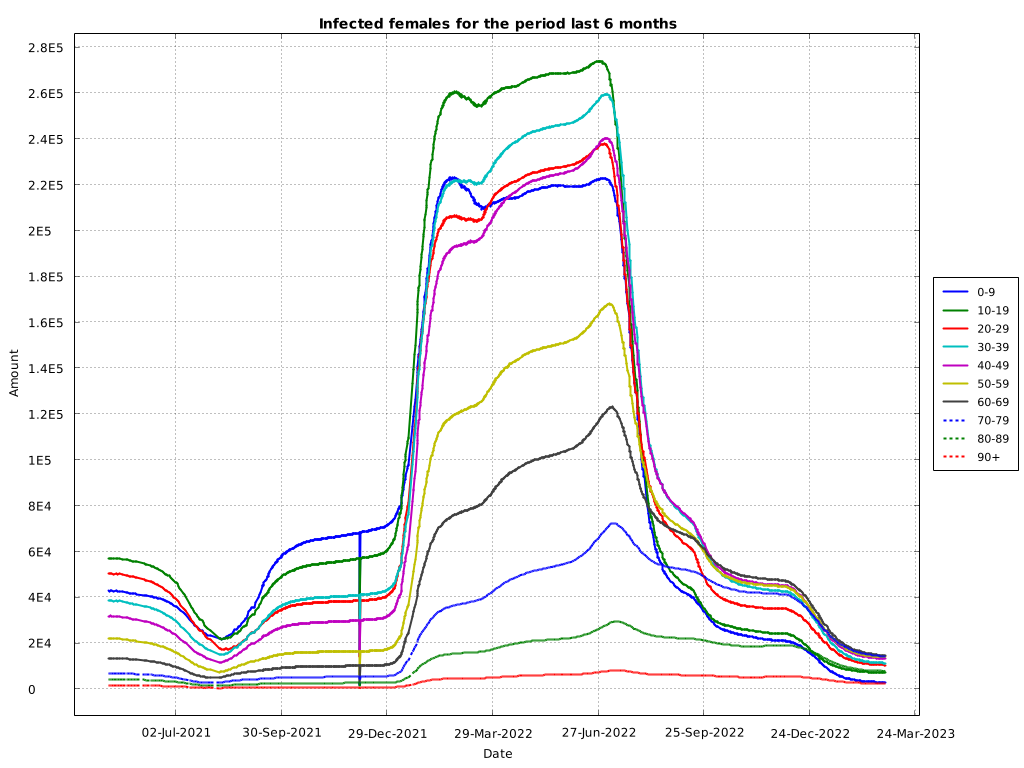 Infected females for the period last 6 months
2.8E5
2.6E5
2.4E5
2.2E5
2E5
1.8E5
1.6E5
1.4E5
1.2E5
1E5
8E4
6E4
4E4
2E4
0
Amount
02-Jul-2021
30-Sep-2021
29-Dec-2021
29-Mar-2022
27-Jun-2022
25-Sep-2022
24-Dec-2022
24-Mar-2023
Date
0-9
10-19
20-29
30-39
40-49
50-59
60-69
70-79
80-89
90+